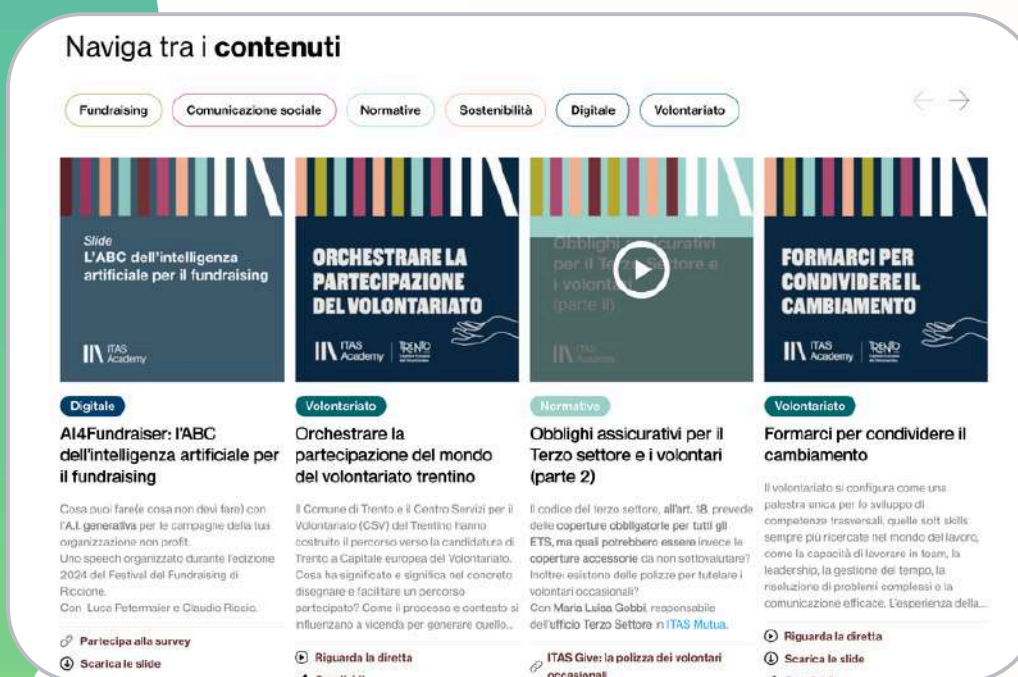 Naviga tra i contenuti
Fundraising
Comunicazione sociale
Normative
Sostenibilità
Digitale
Volontariato
Slide
L'ABC dell'intelligenza
artificiale per il fundraising
ITAS
Academy
Digitale
AI4Fundraiser: l'ABC
dell'intelligenza artificiale per
il fundraising
Cosa puoi fare(e cosa non devi fare) con
l'A.I. generativa per le campagne della tua
organizzazione non profit.
Uno speech organizzato durante l'edizione
2024 del Festival del Fundraising di
Riccione.
Con Luca Petermaier e Claudio Riccio.
Partecipa alla survey
Scarica le slide
ORCHESTRARE LA
PARTECIPAZIONE
DEL VOLONTARIATO
ITAS
Academy
TRENTO
Volontariato
Orchestrare la
partecipazione del mondo
del volontariato trentino
Il Comune di Trento e il Centro Servizi per il
Volontariato (CSV) del Trentino hanno
costruito il percorso verso la candidatura di
Trento a Capitale europea del Volontariato.
Cosa ha significato e significa nel concreto
disegnare e facilitare un percorso
partecipato? Come il processo e contesto si
influenzano a vicenda per generare quello...
Riguarda la diretta
Obblighi assicurativi
per il Terzo Settore e
i volontari
(parte II)
ITAS
Normative
Obblighi assicurativi per il
Terzo settore e i volontari
(parte 2)
Il codice del terzo settore, all'art. 18, prevede
delle coperture obbligatorie per tutti gli
ETS, ma quali potrebbero essere invece le
coperture accessorie da non sottovalutare?
Inoltre: esistono delle polizze per tutelare i
volontari occasionali?
Con Maria Luisa Gobbi, responsabile
dell'ufficio Terzo Settore in ITAS Mutua.
ITAS Give: la polizza dei volontari
occasionali
FORMARCI PER
CONDIVIDERE IL
CAMBIAMENTO
ITAS
Academy
TRENTO
Volontariato
Formarci per condividere il
cambiamento
Il volontariato si configura come una
palestra unica per lo sviluppo di
competenze trasversali, quelle soft skills
sempre più ricercate nel mondo del lavoro,
come la capacità di lavorare in team, la
leadership, la gestione del tempo, la
risoluzione di problemi complessi o la
comunicazione efficace. L'esperienza della...
Riguarda la diretta
Scarica le slide